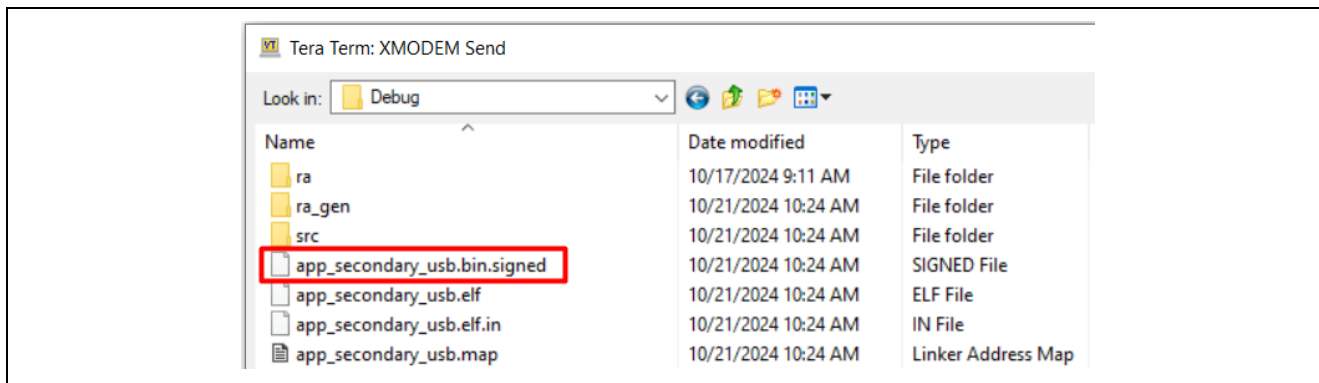 Tera Term: XMODEM Send
Look in: Debug
Name Date modified Type
ra 10/17/2024 9:11 AM File folder
ra_gen 10/21/2024 10:24 AM File folder
src 10/21/2024 10:24 AM File folder
app_secondary_usb.bin.signed 10/21/2024 10:24 AM SIGNED File
app_secondary_usb.elf 10/21/2024 10:24 AM ELF File
app_secondary_usb.elf.in 10/21/2024 10:24 AM IN File
app_secondary_usb.map 10/21/2024 10:24 AM Linker Address Map